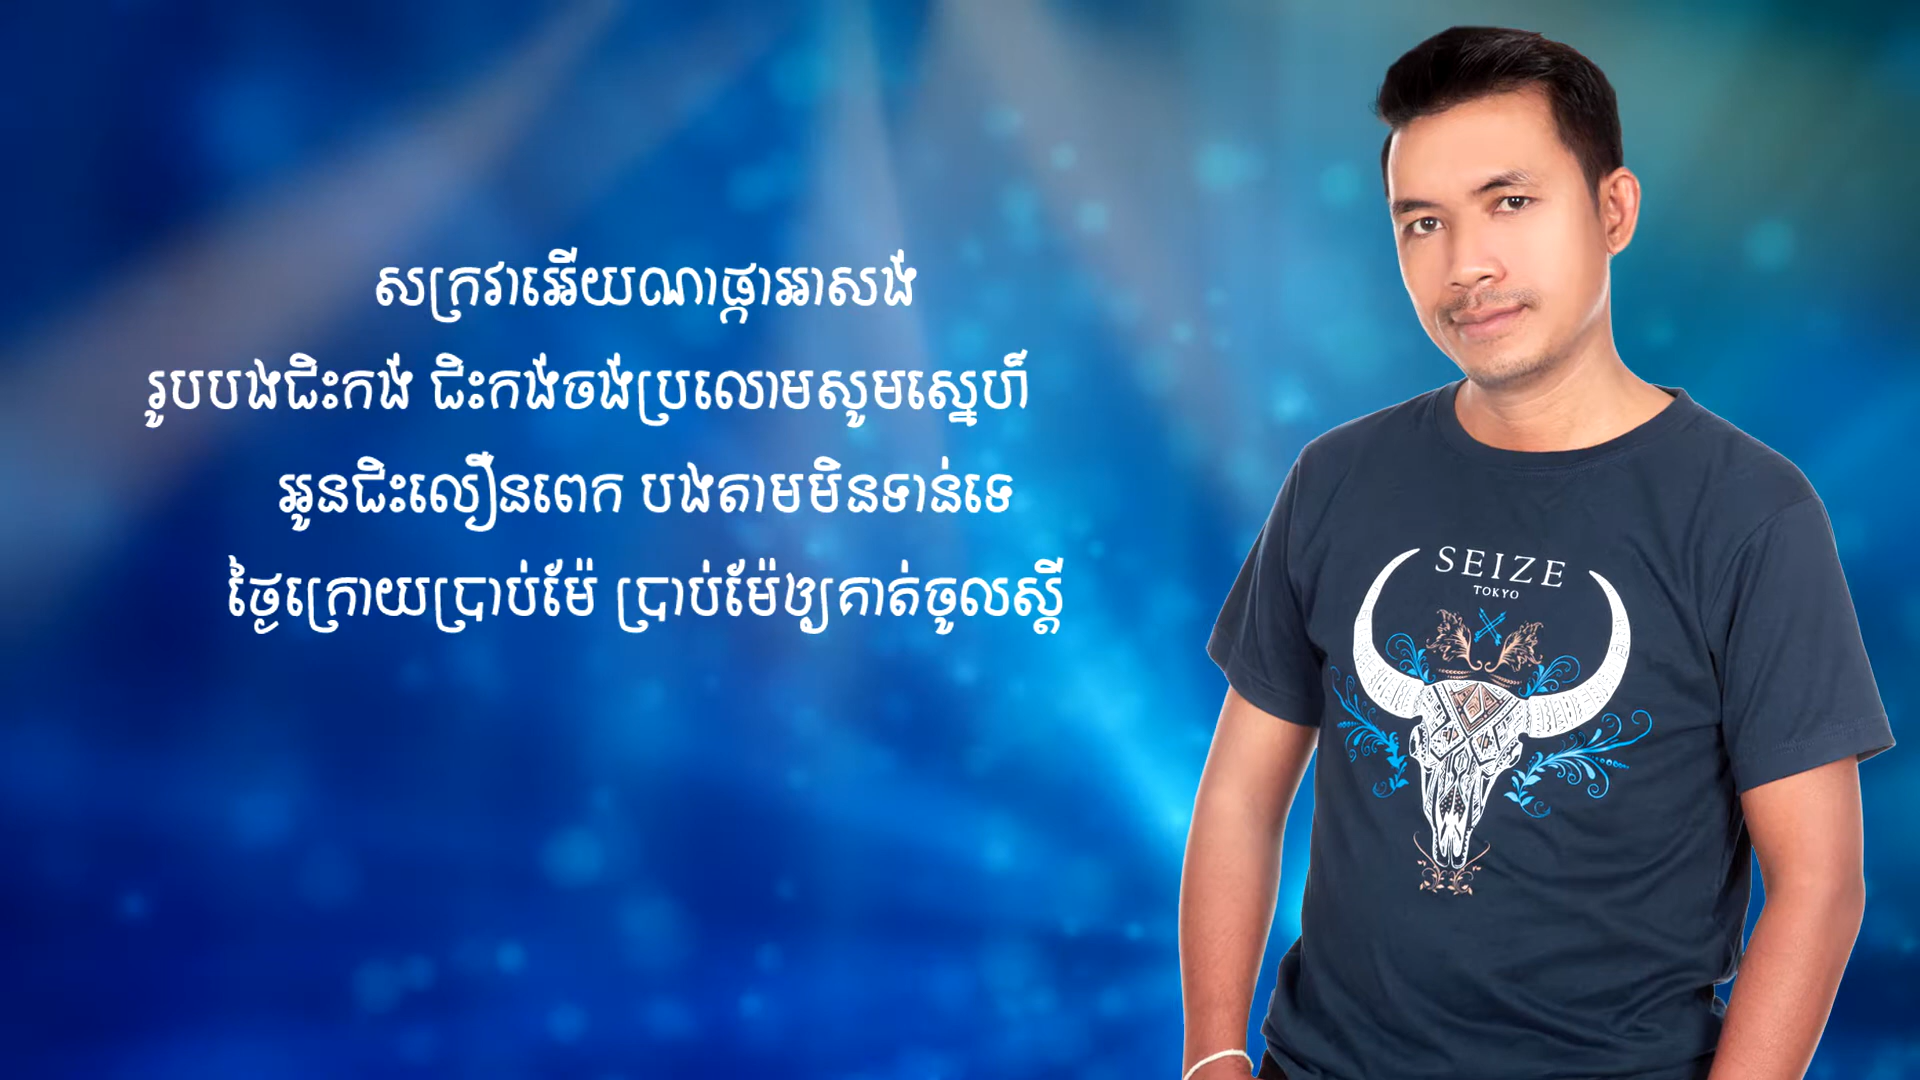 សក្រវាអើយណាផ្កាអាសង់
រូបបងជិះកង់ ជិះកង់ចង់ប្រលោមសូមស្នេហ៍
អូនជិះលឿនពេក បងតាមមិនទាន់ទេ
ថ្ងៃក្រោយប្រាប់ម៉ែ ប្រាប់ម៉ែឲ្យគាត់ចូលស្ដី
SEIZE
TOKYO